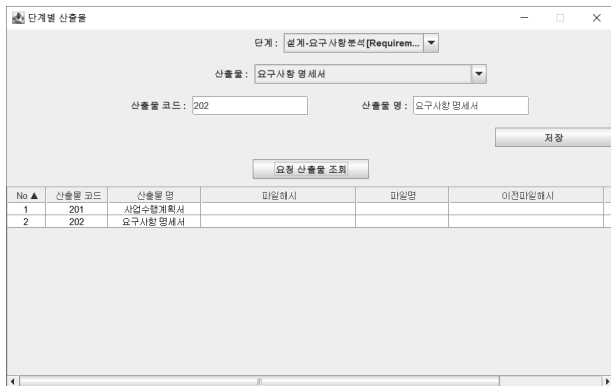 단계별 산출물
단계 : 설계-요구사항분석[Requirem...
산출물 : 요구사항 명세서
산출물 코드 : 202 산출물 명 : 요구사항 명세서
저장
요청 산출물 조회
No ▲ 산출물 코드 산출물 명 파일해시 파일명 이전파일해시
1 201 사업수행계획서
2 202 요구사항 명세서